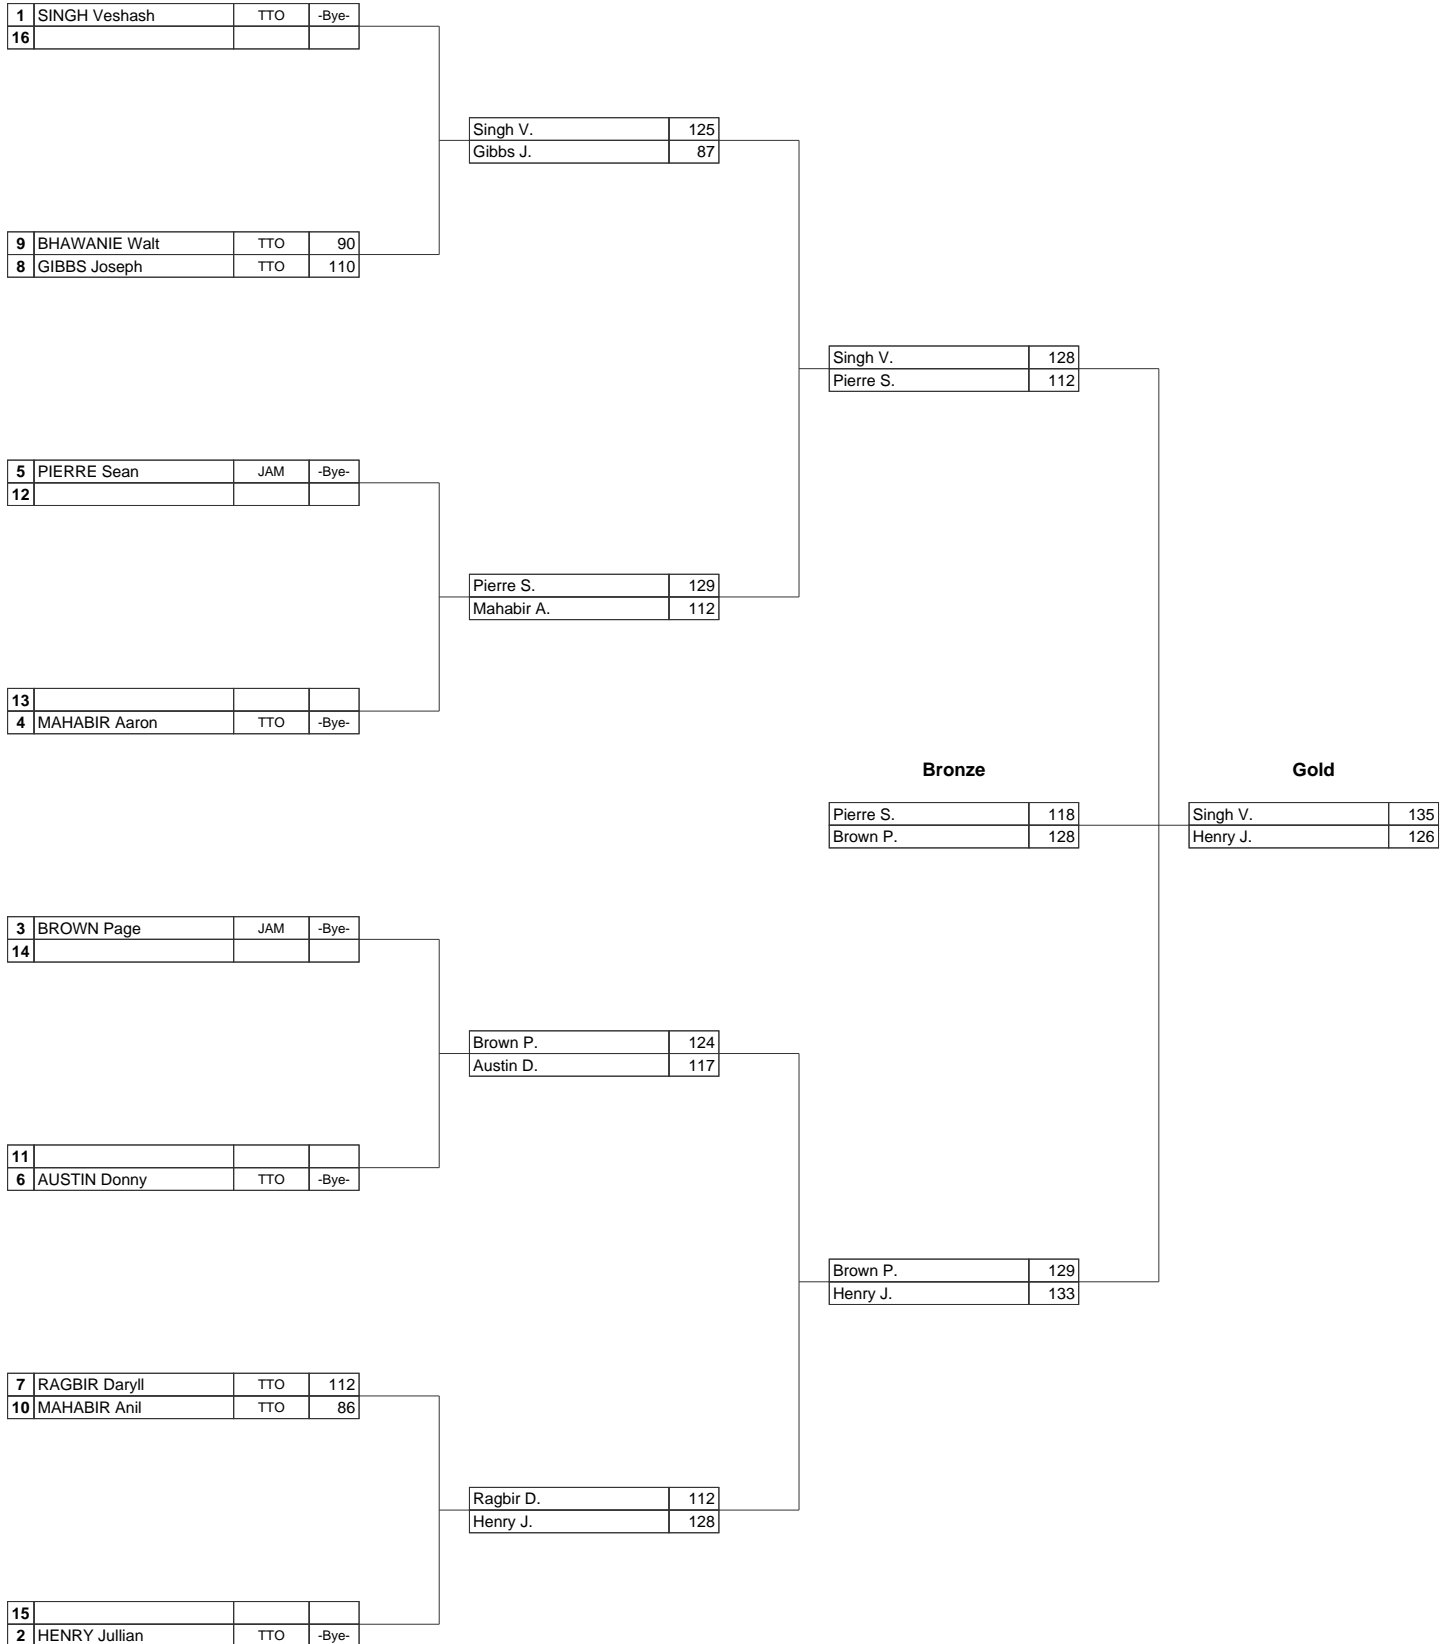 1 SINGH Veshash TTO -Bye-
16
Singh V. 125
Gibbs J. 87
9 BHAWANIE Walt TTO 90
8 GIBBS Joseph TTO 110
Singh V. 128
Pierre S. 112
5 PIERRE Sean JAM -Bye-
12
Pierre S. 129
Mahabir A. 112
13
4 MAHABIR Aaron TTO -Bye-
Bronze Gold
Pierre S. 118 Singh V. 135
Brown P. 128 Henry J. 126
3 BROWN Page JAM -Bye-
14
Brown P. 124
Austin D. 117
11
6 AUSTIN Donny TTO -Bye-
Brown P. 129
Henry J. 133
7 RAGBIR Daryll TTO 112
10 MAHABIR Anil TTO 86
Ragbir D. 112
Henry J. 128
15
2 HENRY Jullian TTO -Bye-